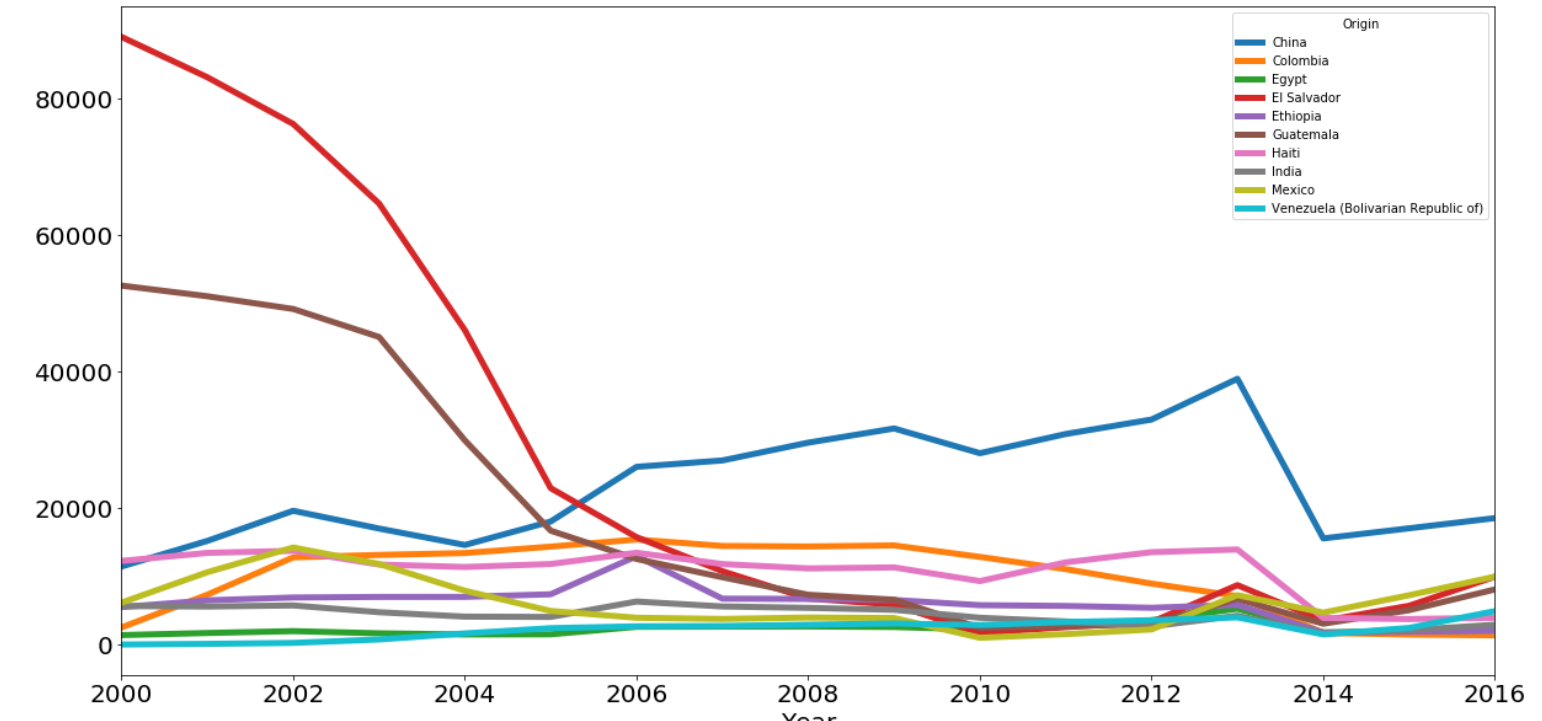 80000
60000
40000
20000
0
2000 2002 2004 2006 2008 2010 2012 2014 2016
Year
Origin
China
Colombia
Egypt
El Salvador
Ethiopia
Guatemala
Haiti
India
Mexico
Venezuela (Bolivarian Republic of)